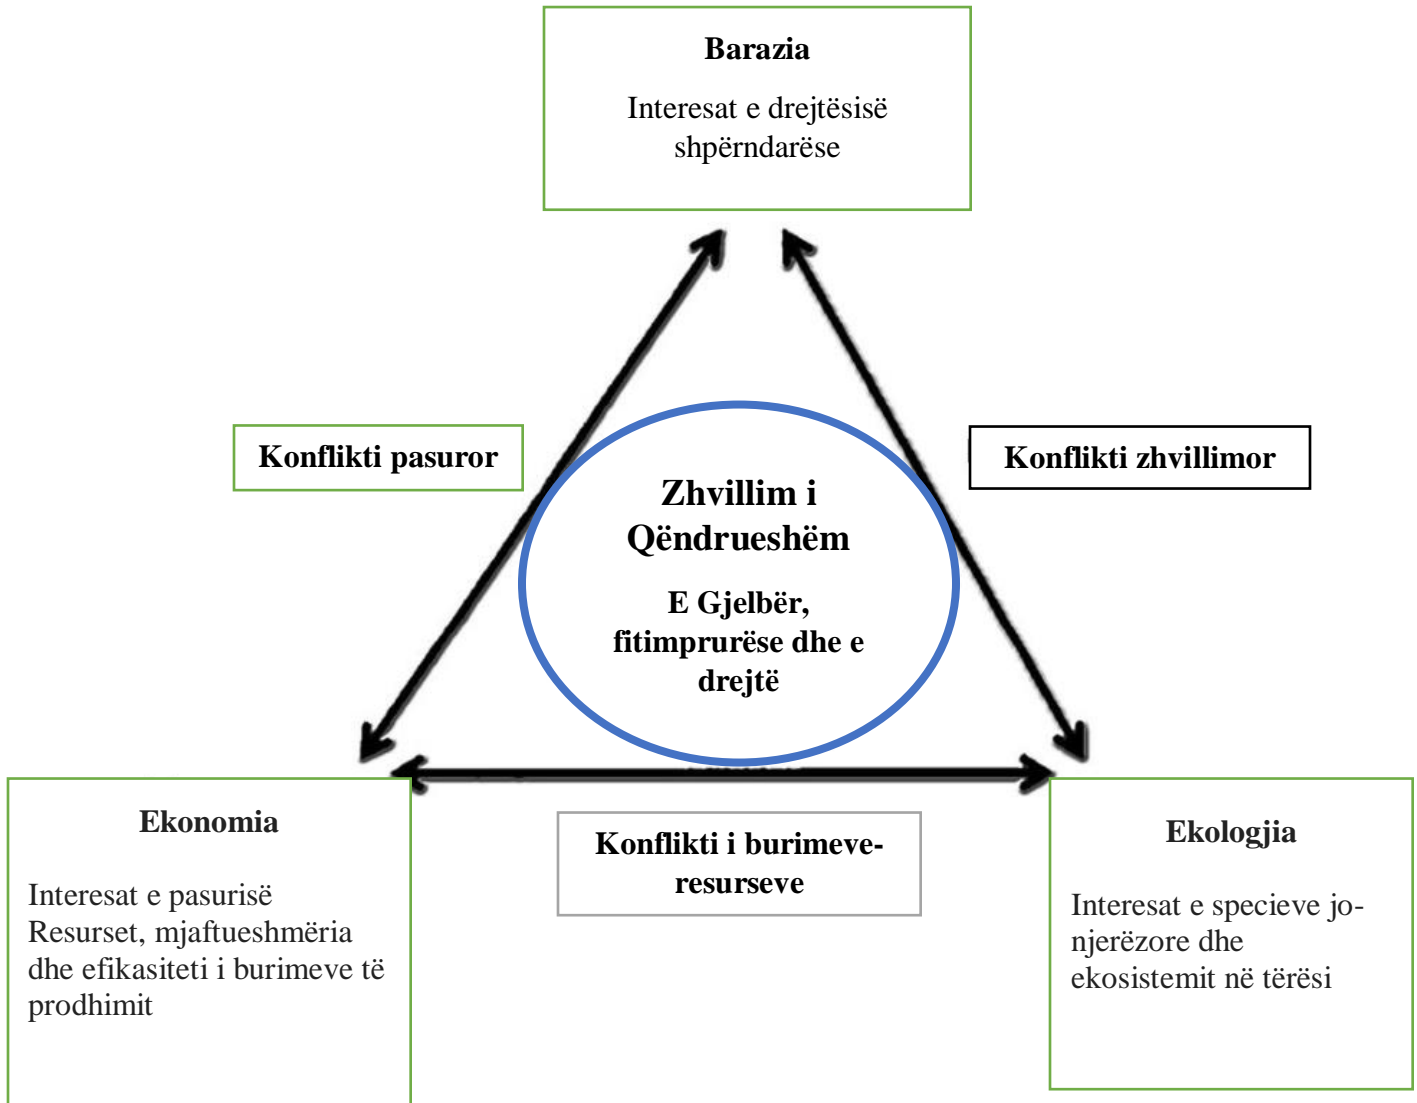 Barazia
Interesat e drejtësisë
shpërndarëse
Konflikti pasuror
Konflikti zhvillimor
Zhvillim i
Qëndrueshëm
E Gjelbër,
fitimprurëse dhe e
drejtë
Ekonomia
Interesat e pasurisë
Resurset, mjaftueshmëria
dhe efikasiteti i burimeve të
prodhimit
Konflikti i burimeve-
resurseve
Ekologjia
Interesat e specieve jo-
njerëzore dhe
ekosistemit në tërësi